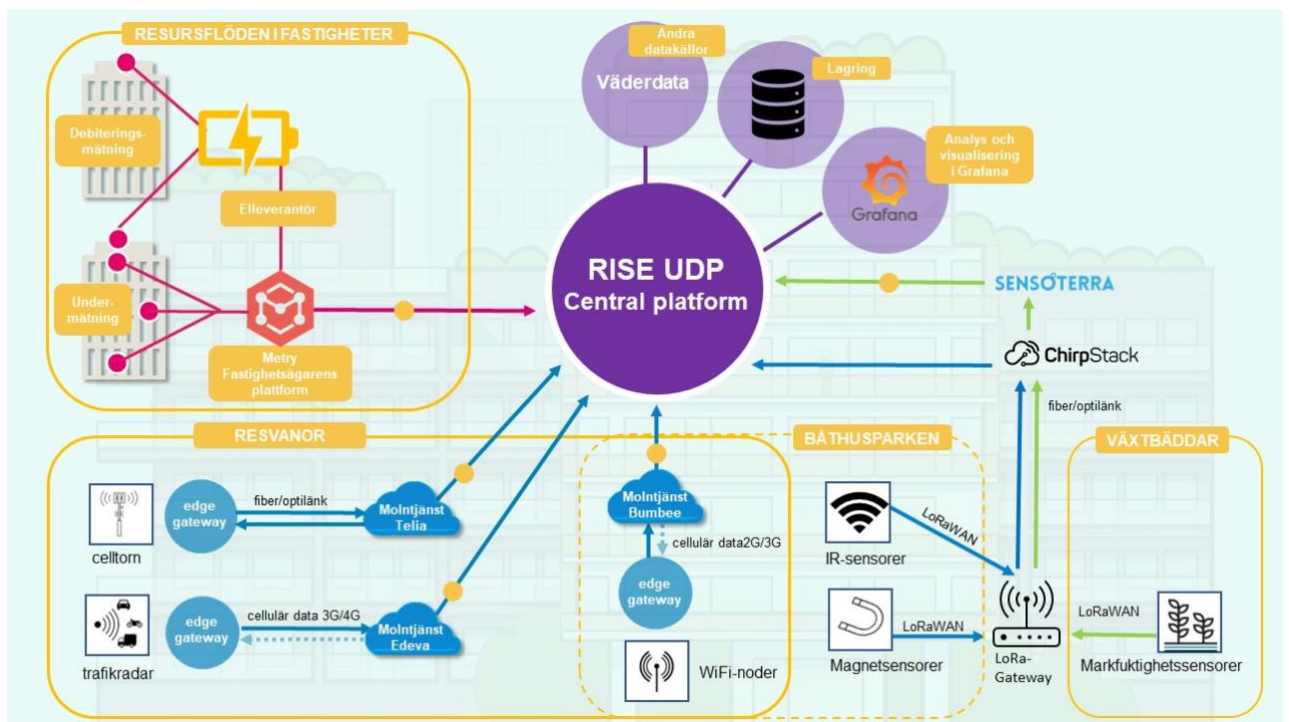 RESURSFLÖDEN I FASTIGHETER
Debiterings-
mätning
Elleverantör
Under-
mätning
Metry
Fastighetsägarens
plattform
Andra
datakällor
Väderdata
Lagring
Analys och
visualisering
i Grafana
Grafana
RISE UDP
Central platform
SENSOTERRA
ChirpStack
fiber/optilänk
RESVANOR
celltorn
edge
gateway
fiber/optilänk
Molntjänst
Telia
trafikradar
edge
gateway
cellulär data 3G/4G
Molntjänst
Edeva
Molntjänst
Bumbee
cellulär data2G/3G
edge
gateway
WiFi-noder
BÅTHUSPARKEN
IR-sensorer
LoRaWAN
Magnetsensorer
LoRaWAN
LoRa-
Gateway
VÄXTBÄDDAR
LoRaWAN
Markfuktighetssensorer